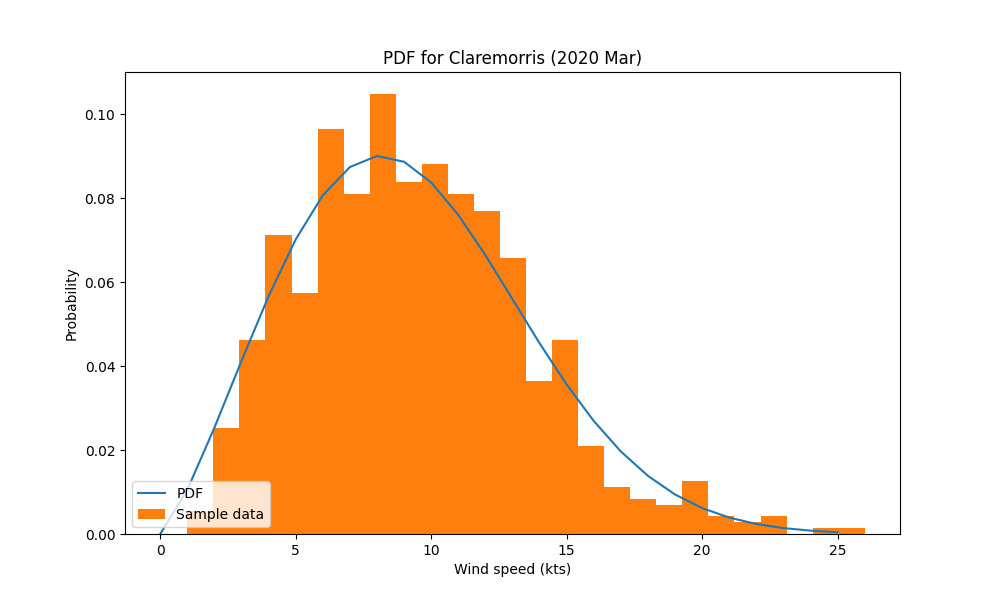 PDF for Claremorris (2020 Mar)
0.10
0.08
0.06
0.04
0.02
0.00
Probability
PDF
Sample data
0 5 10 15 20 25
Wind speed (kts)